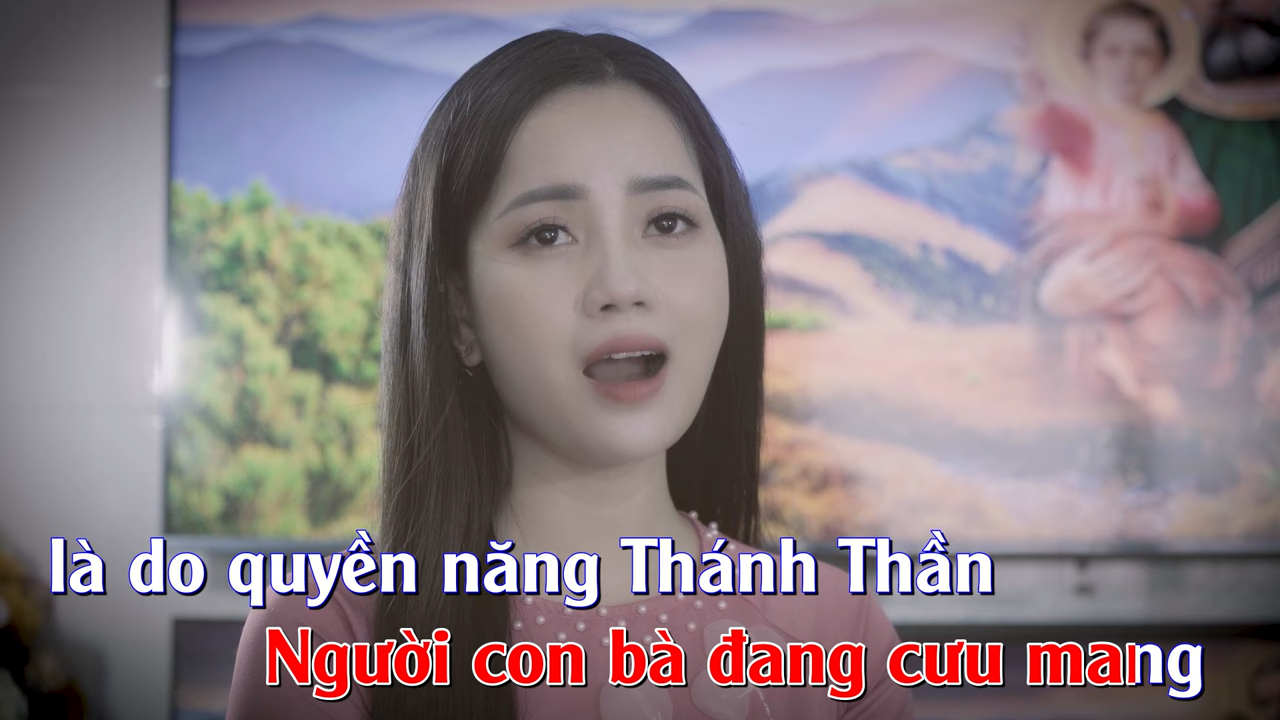 là do quyền năng Thánh Thần
Người con bà đang cưu mang